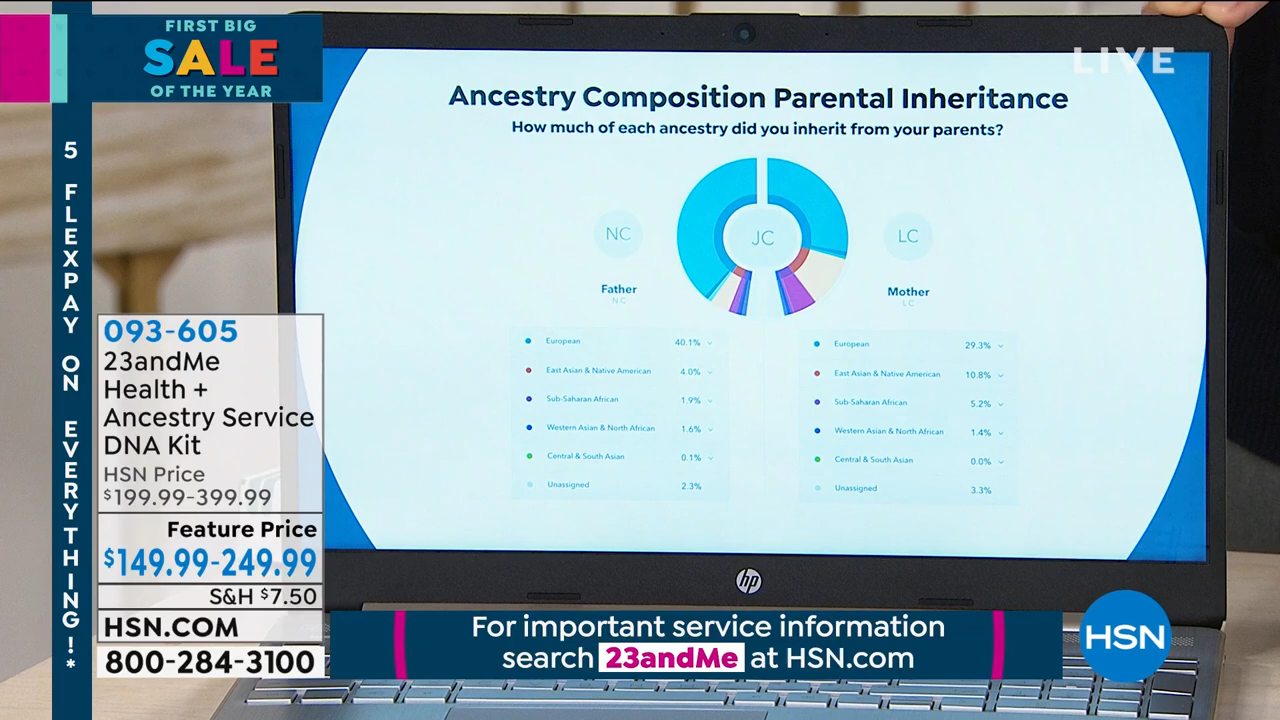 FIRST BIG
SALE
OF THE YEAR
5 FLEXPAY ON EVERYTHING!*
LIVE
Ancestry Composition Parental Inheritance
How much of each ancestry did you inherit from your parents?
NC
JC
LC
Father
NC
Mother
LC
European 40.1%
East Asian & Native American 4.0%
Sub-Saharan African 1.9%
Western Asian & North African 1.6%
Central & South Asian 0.1%
Unassigned 2.3%
European 29.3%
East Asian & Native American 10.8%
Sub-Saharan African 5.2%
Western Asian & North African 1.4%
Central & South Asian 0.0%
Unassigned 3.3%
hp
093-605
23andMe
Health +
Ancestry Service
DNA Kit
HSN Price
$199.99-399.99
Feature Price
$149.99-249.99
S&H $7.50
HSN.COM
800-284-3100
For important service information
search 23andMe at HSN.com
HSN